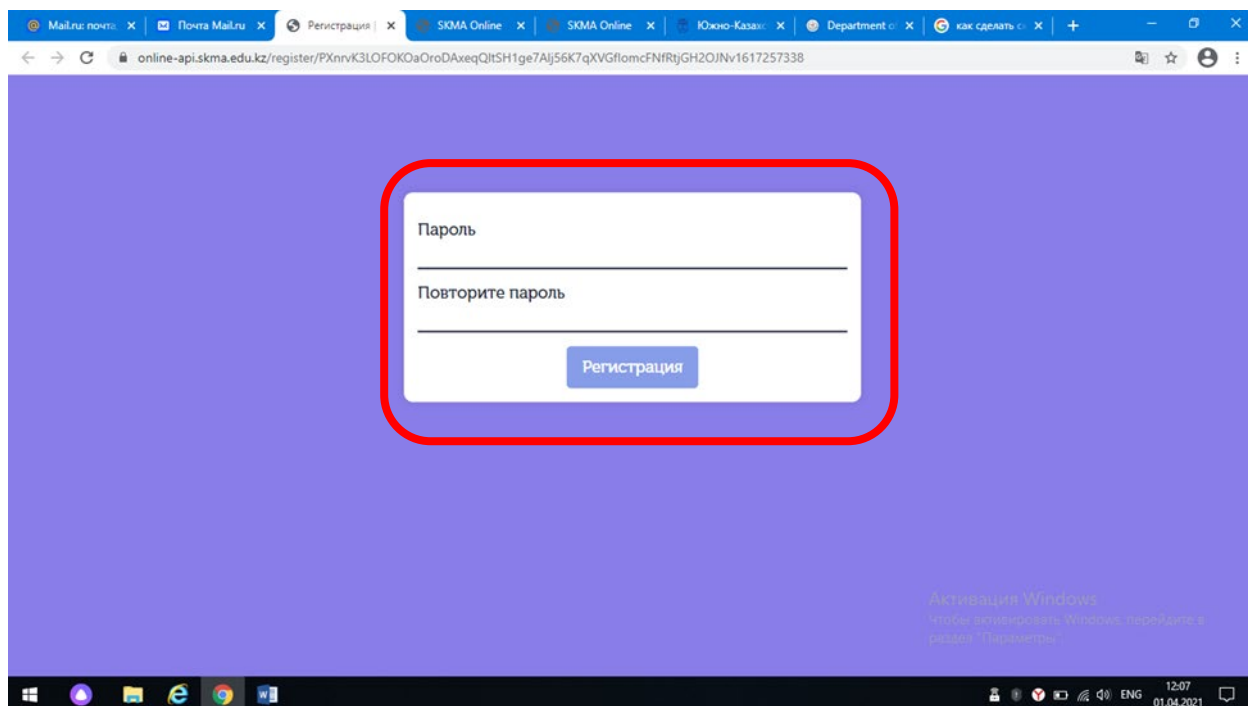 Mail.ru: почта
Почта Mail.ru
Регистрация |
SKMA Online
SKMA Online
Южно-Казахс
Department o
как сделать с
online-api.skma.edu.kz/register/
Пароль
Повторите пароль
Регистрация
Активация Windows
Чтобы активировать Windows, перейдите в
раздел "Параметры".
ENG
12:07
01.04.2021